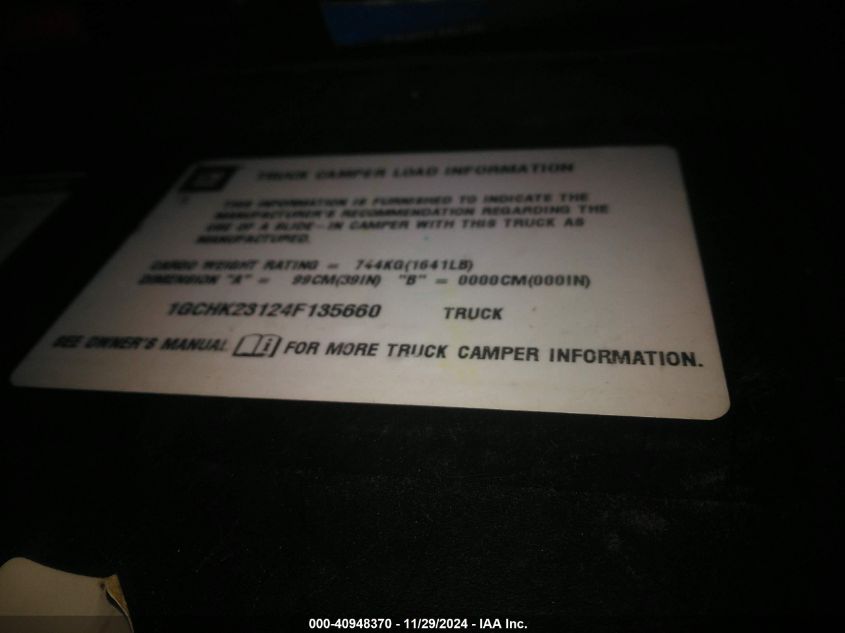 TRUCK CAMPER LOAD INFORMATION
THIS INFORMATION IS FURNISHED TO INDICATE THE
MANUFACTURER'S RECOMMENDATION REGARDING THE
USE OF A SLIDE-IN CAMPER WITH THIS TRUCK AS
MANUFACTURED.
CARGO WEIGHT RATING = 744KG(1641LB)
DIMENSION "A" = 99CM(39IN) "B" = 0000CM(000IN)
1GCHK23124F135660 TRUCK
SEE OWNER'S MANUAL FOR MORE TRUCK CAMPER INFORMATION.
000-40948370 - 11/29/2024 - IAA Inc.